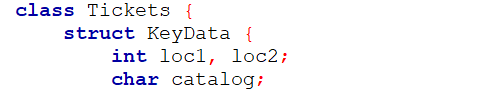 class Tickets {
struct KeyData {
int loc1, loc2;
char catalog;